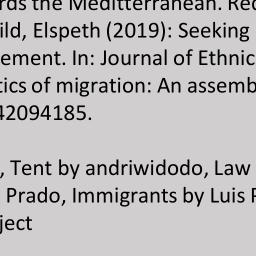 rds the Mediterranean. Rec
ild, Elspeth (2019): Seeking
ement. In: Journal of Ethnic
tics of migration: An assemb
42094185.
, Tent by andriwidodo, Law
Prado, Immigrants by Luis P
ject